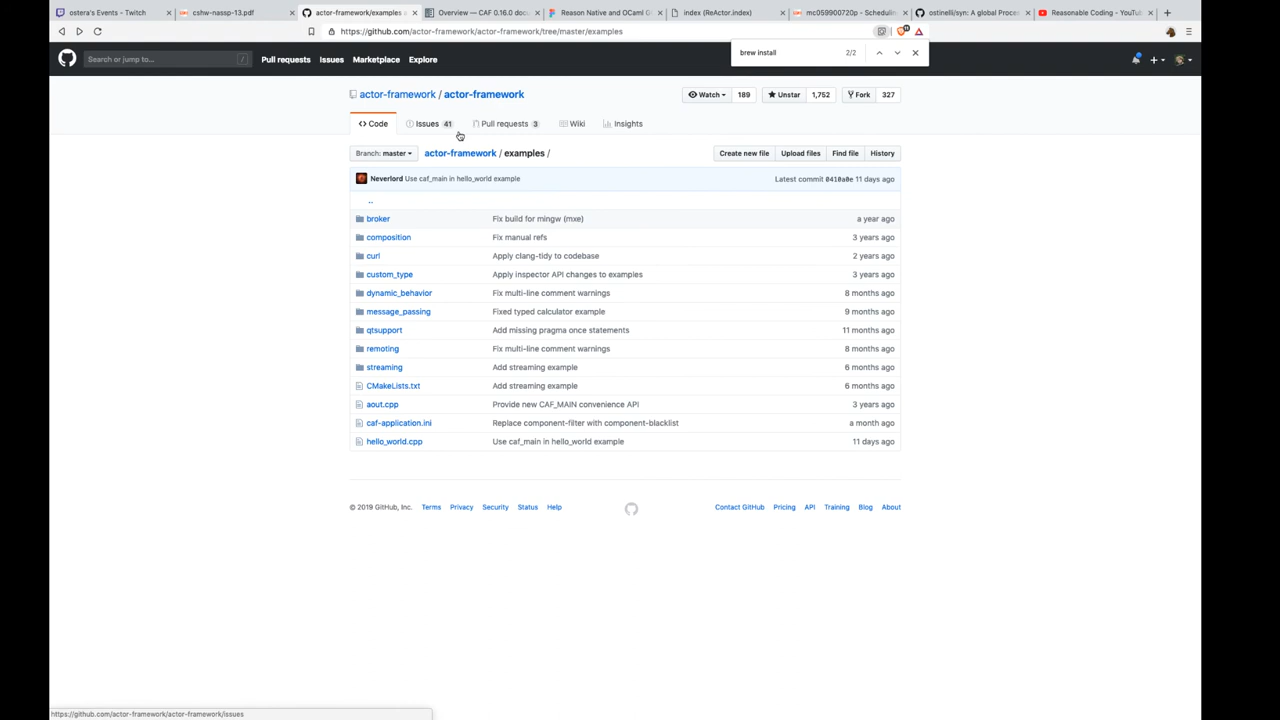 ostera's Events - Twitch
cshw-nassp-13.pdf
actor-framework/examples a
Overview — CAF 0.16.0 docu
Reason Native and OCaml G
index (ReActor.index)
mc059900720p - Scheduling
ostinelli/syn: A global Proces
Reasonable Coding - YouTu
https://github.com/actor-framework/actor-framework/tree/master/examples
brew install 2/2
Search or jump to... /
Pull requests Issues Marketplace Explore
actor-framework / actor-framework
Watch 189 Unstar 1,752 Fork 327
Code Issues 41 Pull requests 3 Wiki Insights
Branch: master actor-framework / examples / Create new file Upload files Find file History
Neverlord Use caf_main in hello_world example Latest commit 0410a0e 11 days ago
..
broker Fix build for mingw (mxe) a year ago
composition Fix manual refs 3 years ago
curl Apply clang-tidy to codebase 2 years ago
custom_type Apply inspector API changes to examples 3 years ago
dynamic_behavior Fix multi-line comment warnings 8 months ago
message_passing Fixed typed calculator example 9 months ago
qtsupport Add missing pragma once statements 11 months ago
remoting Fix multi-line comment warnings 8 months ago
streaming Add streaming example 6 months ago
CMakeLists.txt Add streaming example 6 months ago
aout.cpp Provide new CAF_MAIN convenience API 3 years ago
caf-application.ini Replace component-filter with component-blacklist a month ago
hello_world.cpp Use caf_main in hello_world example 11 days ago
© 2019 GitHub, Inc. Terms Privacy Security Status Help Contact GitHub Pricing API Training Blog About
https://github.com/actor-framework/actor-framework/issues